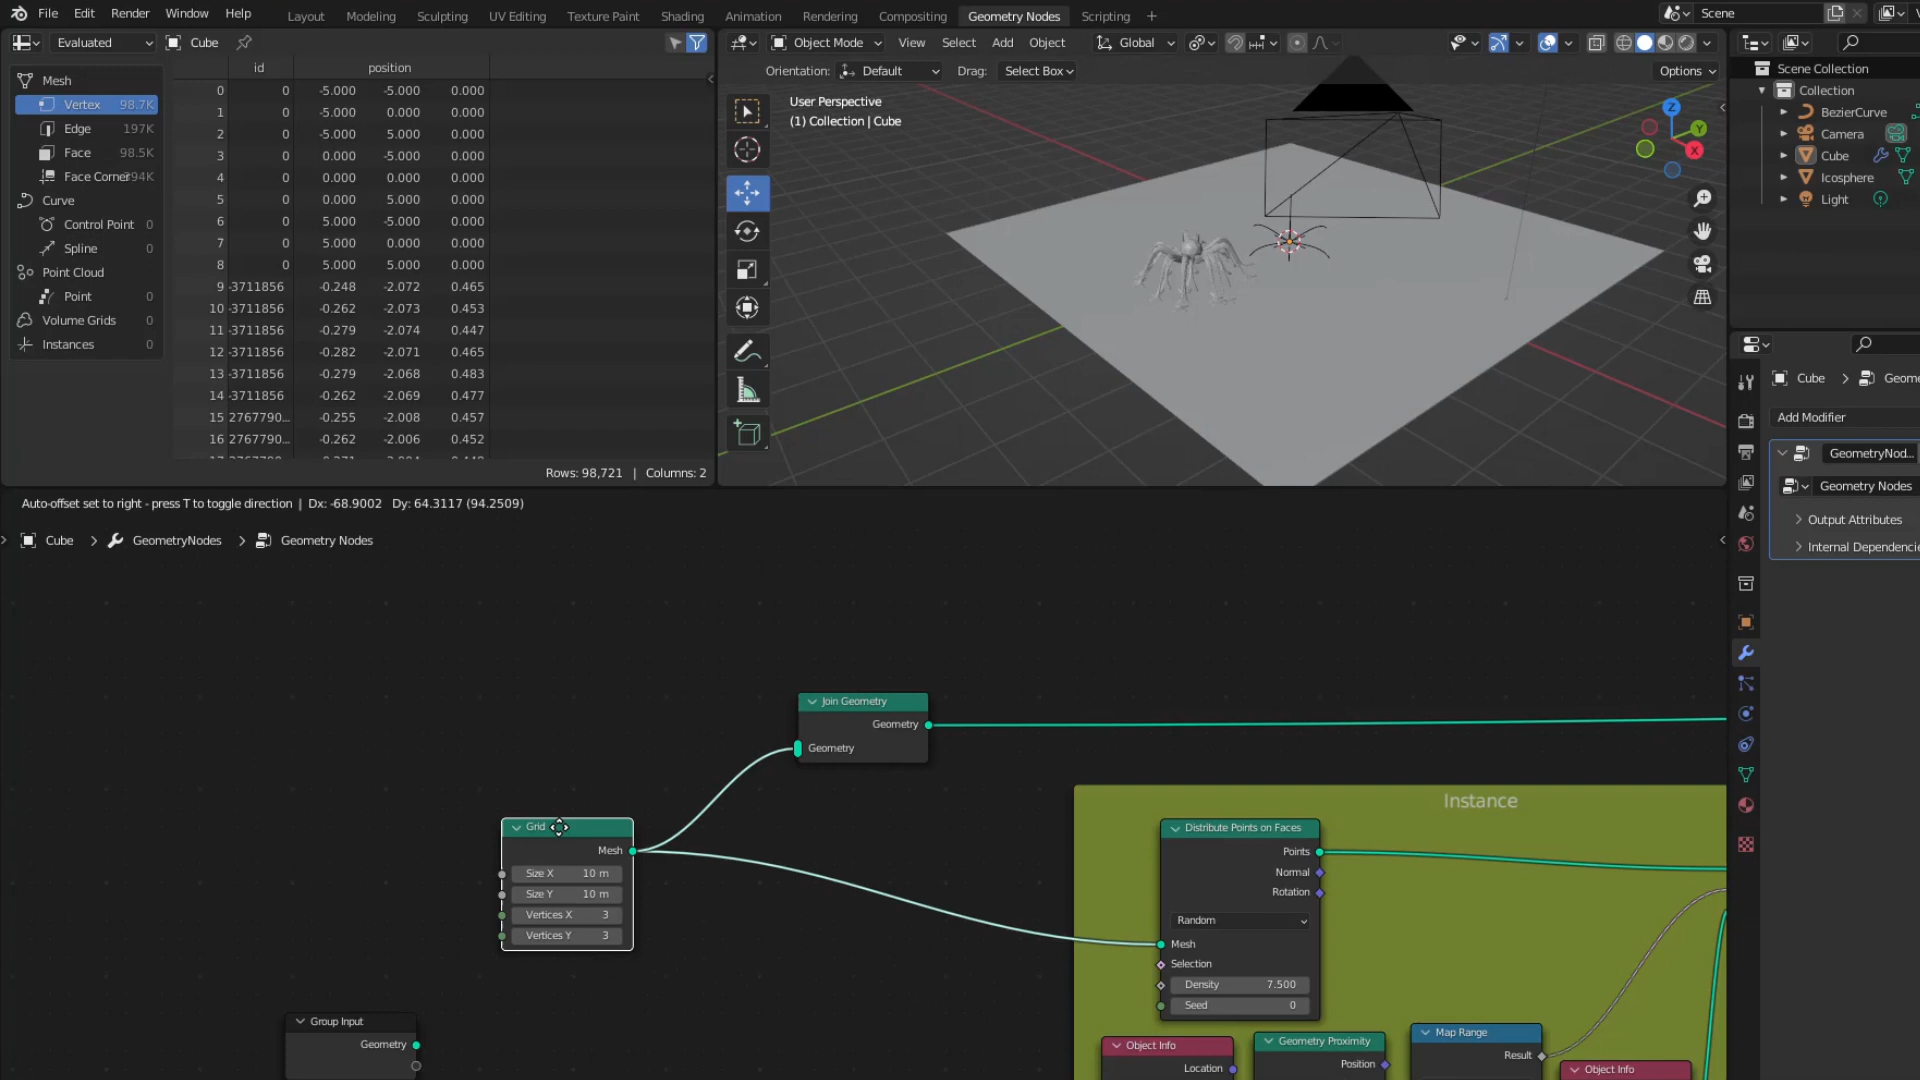 File Edit Render Window Help
Layout Modeling Sculpting UV Editing Texture Paint Shading Animation Rendering Compositing Geometry Nodes Scripting +
Scene
Evaluated Cube
id position
Mesh
Vertex 98.7K
Edge 197K
Face 98.5K
Curve
Control Point 0
Spline 0
Point Cloud
Point 0
Volume Grids 0
Instances 0
0 0 -5.000 -5.000 0.000
1 0 -5.000 0.000 0.000
2 0 -5.000 5.000 0.000
3 0 0.000 -5.000 0.000
4 0 0.000 0.000 0.000
5 0 0.000 5.000 0.000
6 0 5.000 -5.000 0.000
7 0 5.000 0.000 0.000
8 0 5.000 5.000 0.000
9 -3711856 -0.248 -2.072 0.465
10 -3711856 -0.262 -2.073 0.453
11 -3711856 -0.279 -2.074 0.447
12 -3711856 -0.282 -2.071 0.465
13 -3711856 -0.279 -2.068 0.483
14 -3711856 -0.262 -2.069 0.477
15 2767790... -0.255 -2.008 0.457
16 2767790... -0.262 -2.006 0.452
Rows: 98,721 | Columns: 2
Object Mode View Select Add Object Global
Orientation: Default Drag: Select Box Options
User Perspective
(1) Collection | Cube
Z
Y
X
Scene Collection
Collection
BezierCurve
Camera
Cube
Icosphere
Light
Cube > Geome
Add Modifier
GeometryNod...
Geometry Nodes
Output Attributes
Internal Dependencie
Auto-offset set to right - press T to toggle direction | Dx: -68.9002 Dy: 64.3117 (94.2509)
Cube > GeometryNodes > Geometry Nodes
Join Geometry
Geometry
Geometry
Grid
Mesh
Size X 10 m
Size Y 10 m
Vertices X 3
Vertices Y 3
Group Input
Geometry
Instance
Distribute Points on Faces
Points
Normal
Rotation
Random
Mesh
Selection
Density 7.500
Seed 0
Object Info
Location
Geometry Proximity
Position
Map Range
Result
Object Info